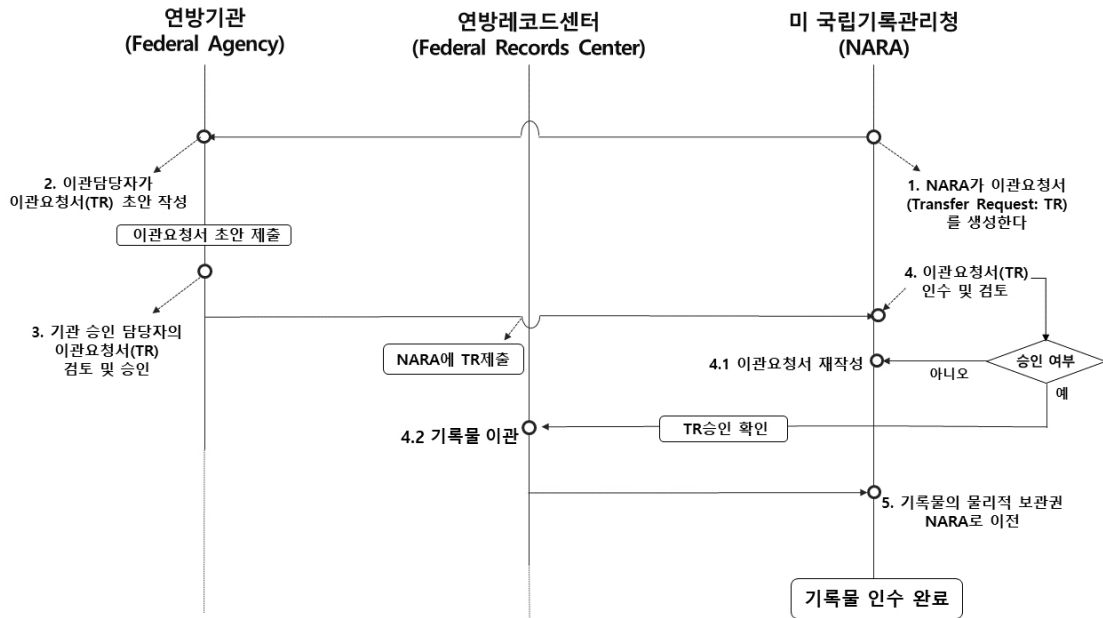 연방기관
(Federal Agency)
연방레코드센터
(Federal Records Center)
미 국립기록관리청
(NARA)
1. NARA가 이관요청서
(Transfer Request: TR)
를 생성한다
2. 이관담당자가
이관요청서(TR) 초안 작성
이관요청서 초안 제출
3. 기관 승인 담당자의
이관요청서(TR)
검토 및 승인
NARA에 TR제출
4. 이관요청서(TR)
인수 및 검토
승인 여부
아니오
예
4.1 이관요청서 재작성
TR승인 확인
4.2 기록물 이관
5. 기록물의 물리적 보관권
NARA로 이전
기록물 인수 완료